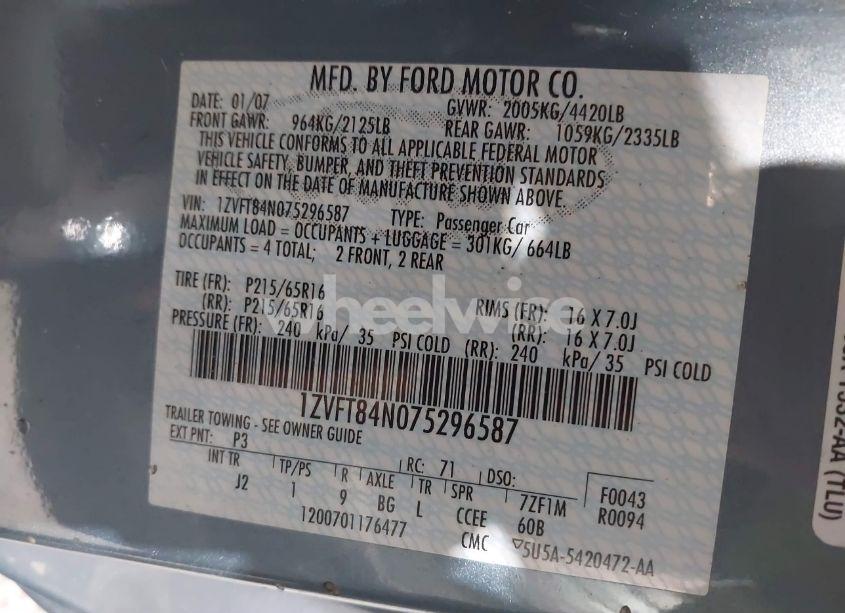 MFD. BY FORD MOTOR CO.
DATE: 01/07 GVWR: 2005KG/4420LB
FRONT GAWR: 964KG/2125LB REAR GAWR: 1059KG/2335LB
THIS VEHICLE CONFORMS TO ALL APPLICABLE FEDERAL MOTOR
VEHICLE SAFETY, BUMPER, AND THEFT PREVENTION STANDARDS
IN EFFECT ON THE DATE OF MANUFACTURE SHOWN ABOVE.
VIN: 1ZVFT84N075296587 TYPE: Passenger Car
MAXIMUM LOAD = OCCUPANTS + LUGGAGE = 301KG/ 664LB
OCCUPANTS = 4 TOTAL; 2 FRONT, 2 REAR
TIRE (FR): P215/65R16 RIMS (FR): 16 X 7.0J
(RR): P215/65R16 (RR): 16 X 7.0J
PRESSURE (FR): 240 kPa/ 35 PSI COLD (RR): 240 kPa/ 35 PSI COLD
wheelwise
1ZVFT84N075296587
TRAILER TOWING - SEE OWNER GUIDE
EXT PNT: P3 RC: 71 DSO: F0043
INT TR TP/PS R AXLE TR SPR 7ZF1M R0094
J2 1 9 BG L CCEE 60B
1200701176477 CMC ▽5U5A-5420472-AA